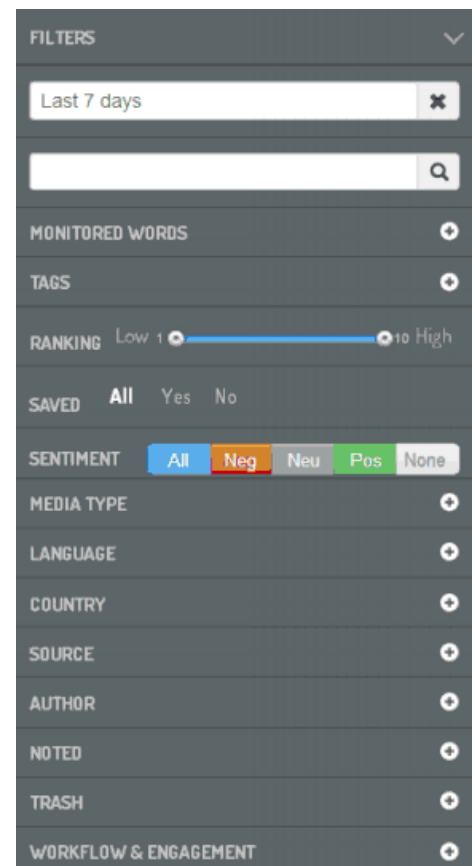 FILTERS
Last 7 days
MONITORED WORDS
TAGS
RANKING Low 1 10 High
SAVED All Yes No
SENTIMENT All Neg Neu Pos None
MEDIA TYPE
LANGUAGE
COUNTRY
SOURCE
AUTHOR
NOTED
TRASH
WORKFLOW & ENGAGEMENT